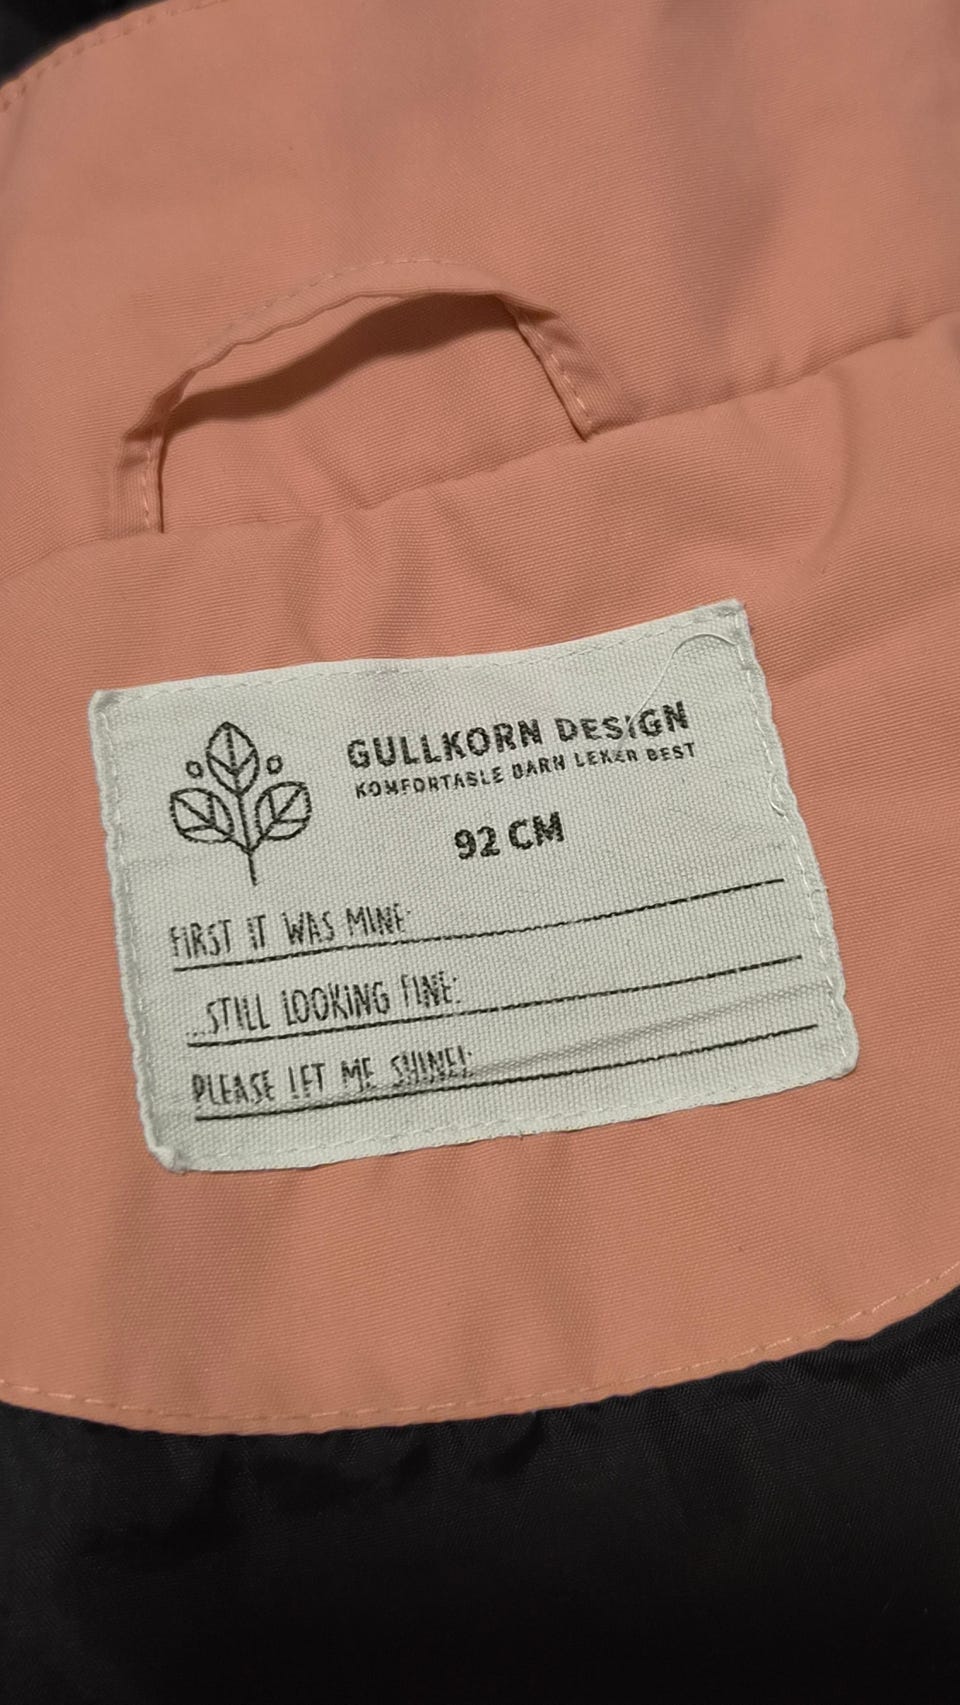 GULLKORN DESIGN
KOMFORTABLE BARN LEKER BEST
92 CM
FIRST IT WAS MINE:
...STILL LOOKING FINE:
PLEASE LET ME SHINE!: